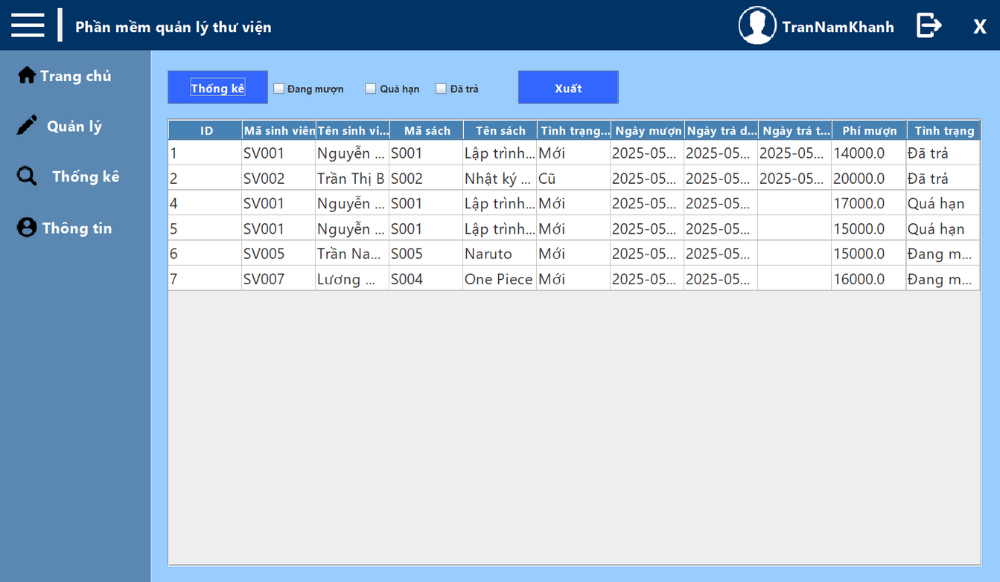 Phần mềm quản lý thư viện TranNamKhanh X
Trang chủ
Quản lý
Thống kê
Thông tin
Thống kê Đang mượn Quá hạn Đã trả Xuất
ID Mã sinh viên Tên sinh vi... Mã sách Tên sách Tình trạng... Ngày mượn Ngày trả d... Ngày trả t... Phí mượn Tình trạng
1 SV001 Nguyễn ... S001 Lập trình... Mới 2025-05... 2025-05... 2025-05... 14000.0 Đã trả
2 SV002 Trần Thị B S002 Nhật ký ... Cũ 2025-05... 2025-05... 2025-05... 20000.0 Đã trả
4 SV001 Nguyễn ... S001 Lập trình... Mới 2025-05... 2025-05... 17000.0 Quá hạn
5 SV001 Nguyễn ... S001 Lập trình... Mới 2025-05... 2025-05... 15000.0 Quá hạn
6 SV005 Trần Na... S005 Naruto Mới 2025-05... 2025-05... 15000.0 Đang m...
7 SV007 Lương ... S004 One Piece Mới 2025-05... 2025-05... 16000.0 Đang m...